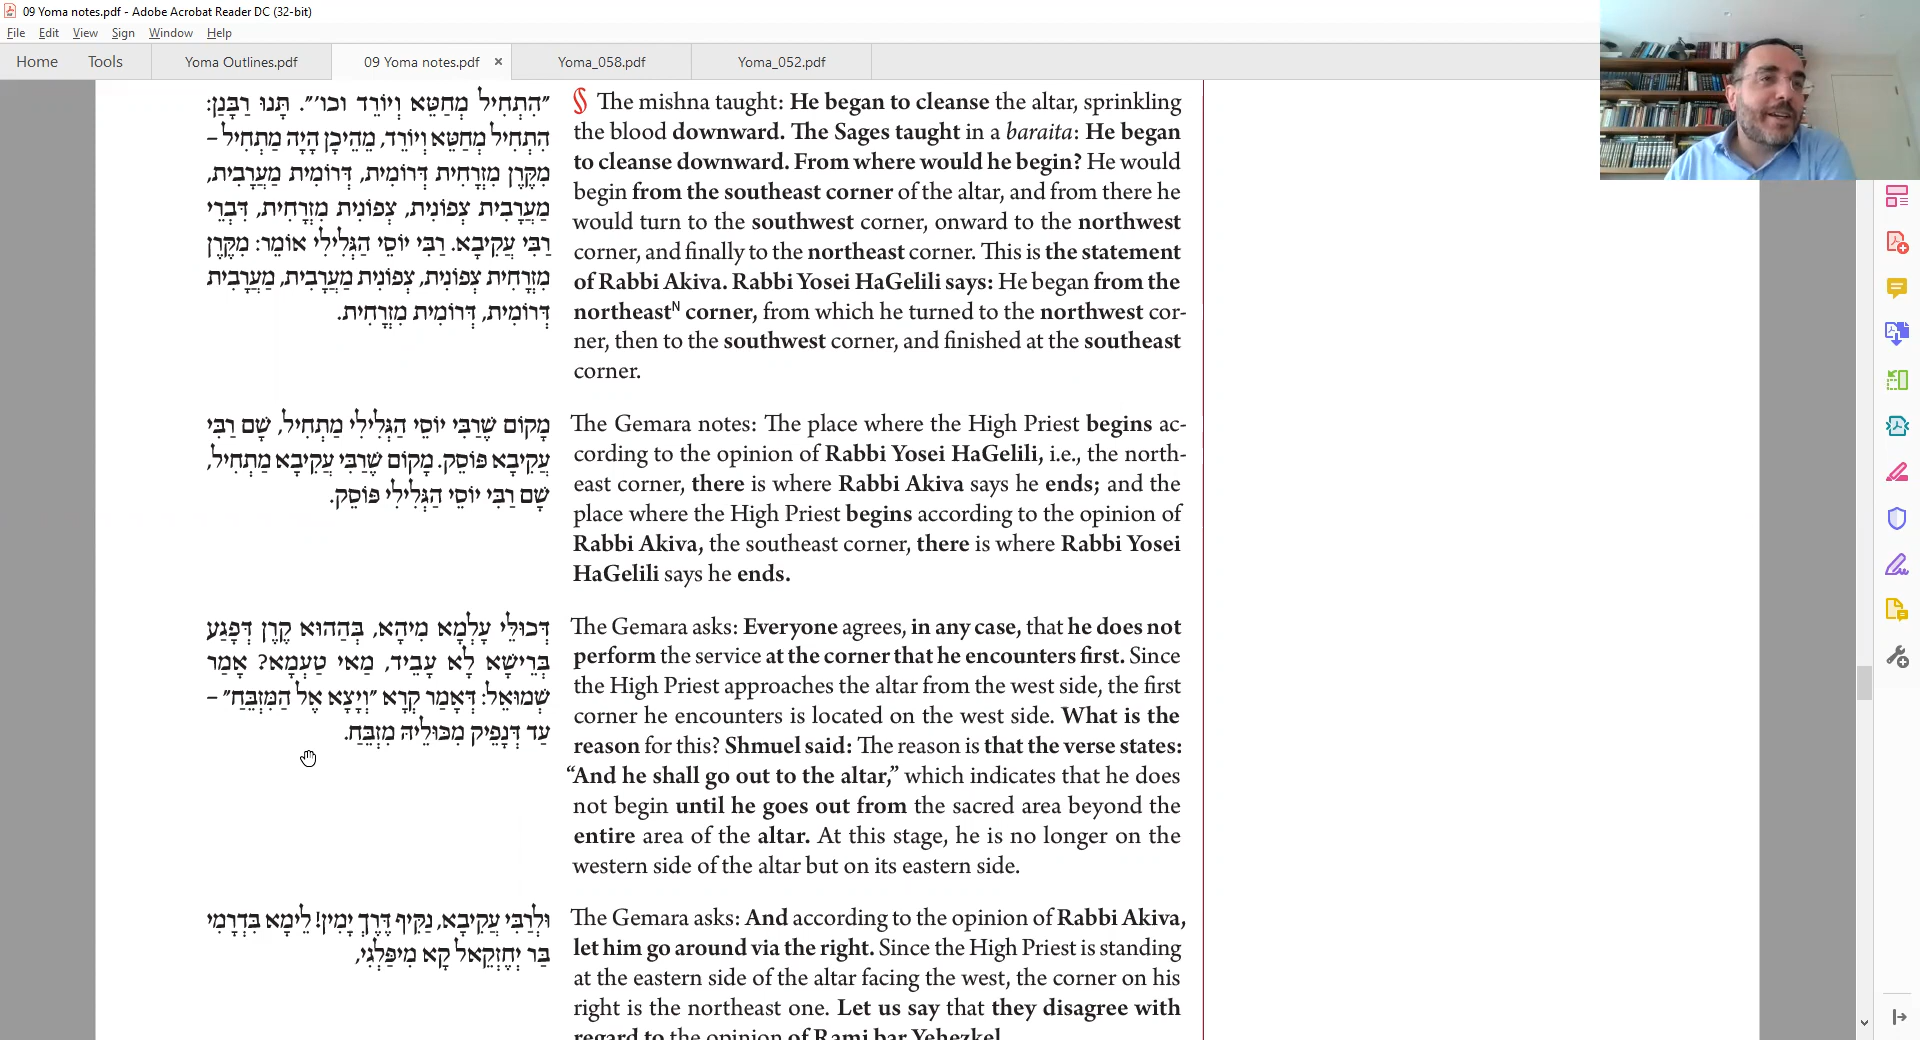 09 Yoma notes.pdf - Adobe Acrobat Reader DC (32-bit)
File Edit View Sign Window Help
Home Tools Yoma Outlines.pdf 09 Yoma notes.pdf × Yoma_058.pdf Yoma_052.pdf
״הִתְחִיל מְחַטֵּא וְיוֹרֵד וכו׳״. תָּנוּ רַבָּנַן:
הִתְחִיל מְחַטֵּא וְיוֹרֵד, מֵהֵיכָן הָיָה מַתְחִיל –
מִקֶּרֶן מִזְרָחִית דְּרוֹמִית, דְּרוֹמִית מַעֲרָבִית,
מַעֲרָבִית צְפוֹנִית, צְפוֹנִית מִזְרָחִית, דִּבְרֵי
רַבִּי עֲקִיבָא. רַבִּי יוֹסֵי הַגְּלִילִי אוֹמֵר: מִקֶּרֶן
מִזְרָחִית צְפוֹנִית, צְפוֹנִית מַעֲרָבִית, מַעֲרָבִית
דְּרוֹמִית, דְּרוֹמִית מִזְרָחִית.
§ The mishna taught: He began to cleanse the altar, sprinkling
the blood downward. The Sages taught in a baraita: He began
to cleanse downward. From where would he begin? He would
begin from the southeast corner of the altar, and from there he
would turn to the southwest corner, onward to the northwest
corner, and finally to the northeast corner. This is the statement
of Rabbi Akiva. Rabbi Yosei HaGelili says: He began from the
northeastᴺ corner, from which he turned to the northwest cor-
ner, then to the southwest corner, and finished at the southeast
corner.
מָקוֹם שֶׁרַבִּי יוֹסֵי הַגְּלִילִי מַתְחִיל, שָׁם רַבִּי
עֲקִיבָא פּוֹסֵק. מָקוֹם שֶׁרַבִּי עֲקִיבָא מַתְחִיל,
שָׁם רַבִּי יוֹסֵי הַגְּלִילִי פּוֹסֵק.
The Gemara notes: The place where the High Priest begins ac-
cording to the opinion of Rabbi Yosei HaGelili, i.e., the north-
east corner, there is where Rabbi Akiva says he ends; and the
place where the High Priest begins according to the opinion of
Rabbi Akiva, the southeast corner, there is where Rabbi Yosei
HaGelili says he ends.
דְּכוּלֵּי עָלְמָא מִיהָא, בְּהַהוּא קֶרֶן דְּפָגַע
בְּרֵישָׁא לָא עָבֵיד, מַאי טַעְמָא? אָמַר
שְׁמוּאֵל: דְּאָמַר קְרָא ״וְיָצָא אֶל הַמִּזְבֵּחַ״ –
עַד דְּנָפֵיק מִכּוּלֵּיהּ מִזְבֵּחַ.
The Gemara asks: Everyone agrees, in any case, that he does not
perform the service at the corner that he encounters first. Since
the High Priest approaches the altar from the west side, the first
corner he encounters is located on the west side. What is the
reason for this? Shmuel said: The reason is that the verse states:
“And he shall go out to the altar,” which indicates that he does
not begin until he goes out from the sacred area beyond the
entire area of the altar. At this stage, he is no longer on the
western side of the altar but on its eastern side.
וּלְרַבִּי עֲקִיבָא, נַקֵּיף דֶּרֶךְ יָמִין! לֵימָא בִּדְרָמֵי
בַּר יְחֶזְקֵאל קָא מִיפַּלְגִי,
The Gemara asks: And according to the opinion of Rabbi Akiva,
let him go around via the right. Since the High Priest is standing
at the eastern side of the altar facing the west, the corner on his
right is the northeast one. Let us say that they disagree with
regard to the opinion of Rami bar Yehezkel.